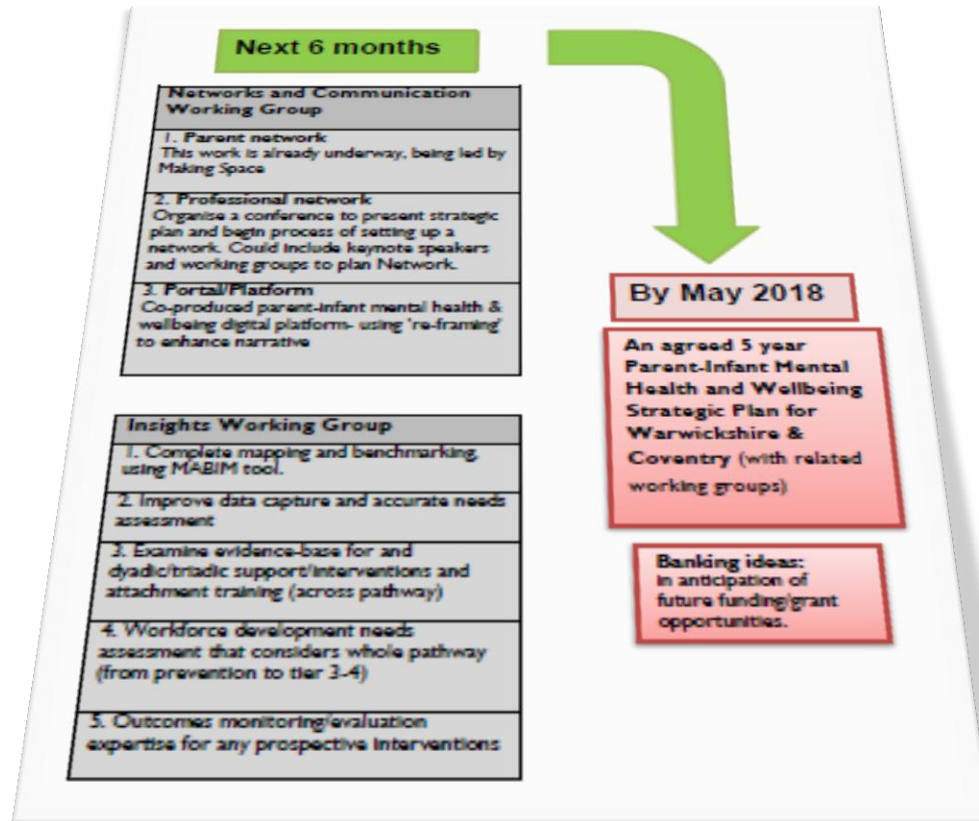 Next 6 months
Networks and Communication
Working Group
1. Parent network
This work is already underway, being led by
Making Space
2. Professional network
Organise a conference to present strategic
plan and begin process of setting up a
network. Could include keynote speakers
and working groups to plan Network.
3. Portal/Platform
Co-produced parent-infant mental health &
wellbeing digital platform- using 're-framing'
to enhance narrative
Insights Working Group
1. Complete mapping and benchmarking,
using MABIM tool.
2. Improve data capture and accurate needs
assessment
3. Examine evidence-base for and
dyadic/triadic support/interventions and
attachment training (across pathway)
4. Workforce development needs
assessment that considers whole pathway
(from prevention to tier 3-4)
5. Outcomes monitoring/evaluation
expertise for any prospective interventions
By May 2018
An agreed 5 year
Parent-Infant Mental
Health and Wellbeing
Strategic Plan for
Warwickshire &
Coventry (with related
working groups)
Banking ideas:
in anticipation of
future funding/grant
opportunities.